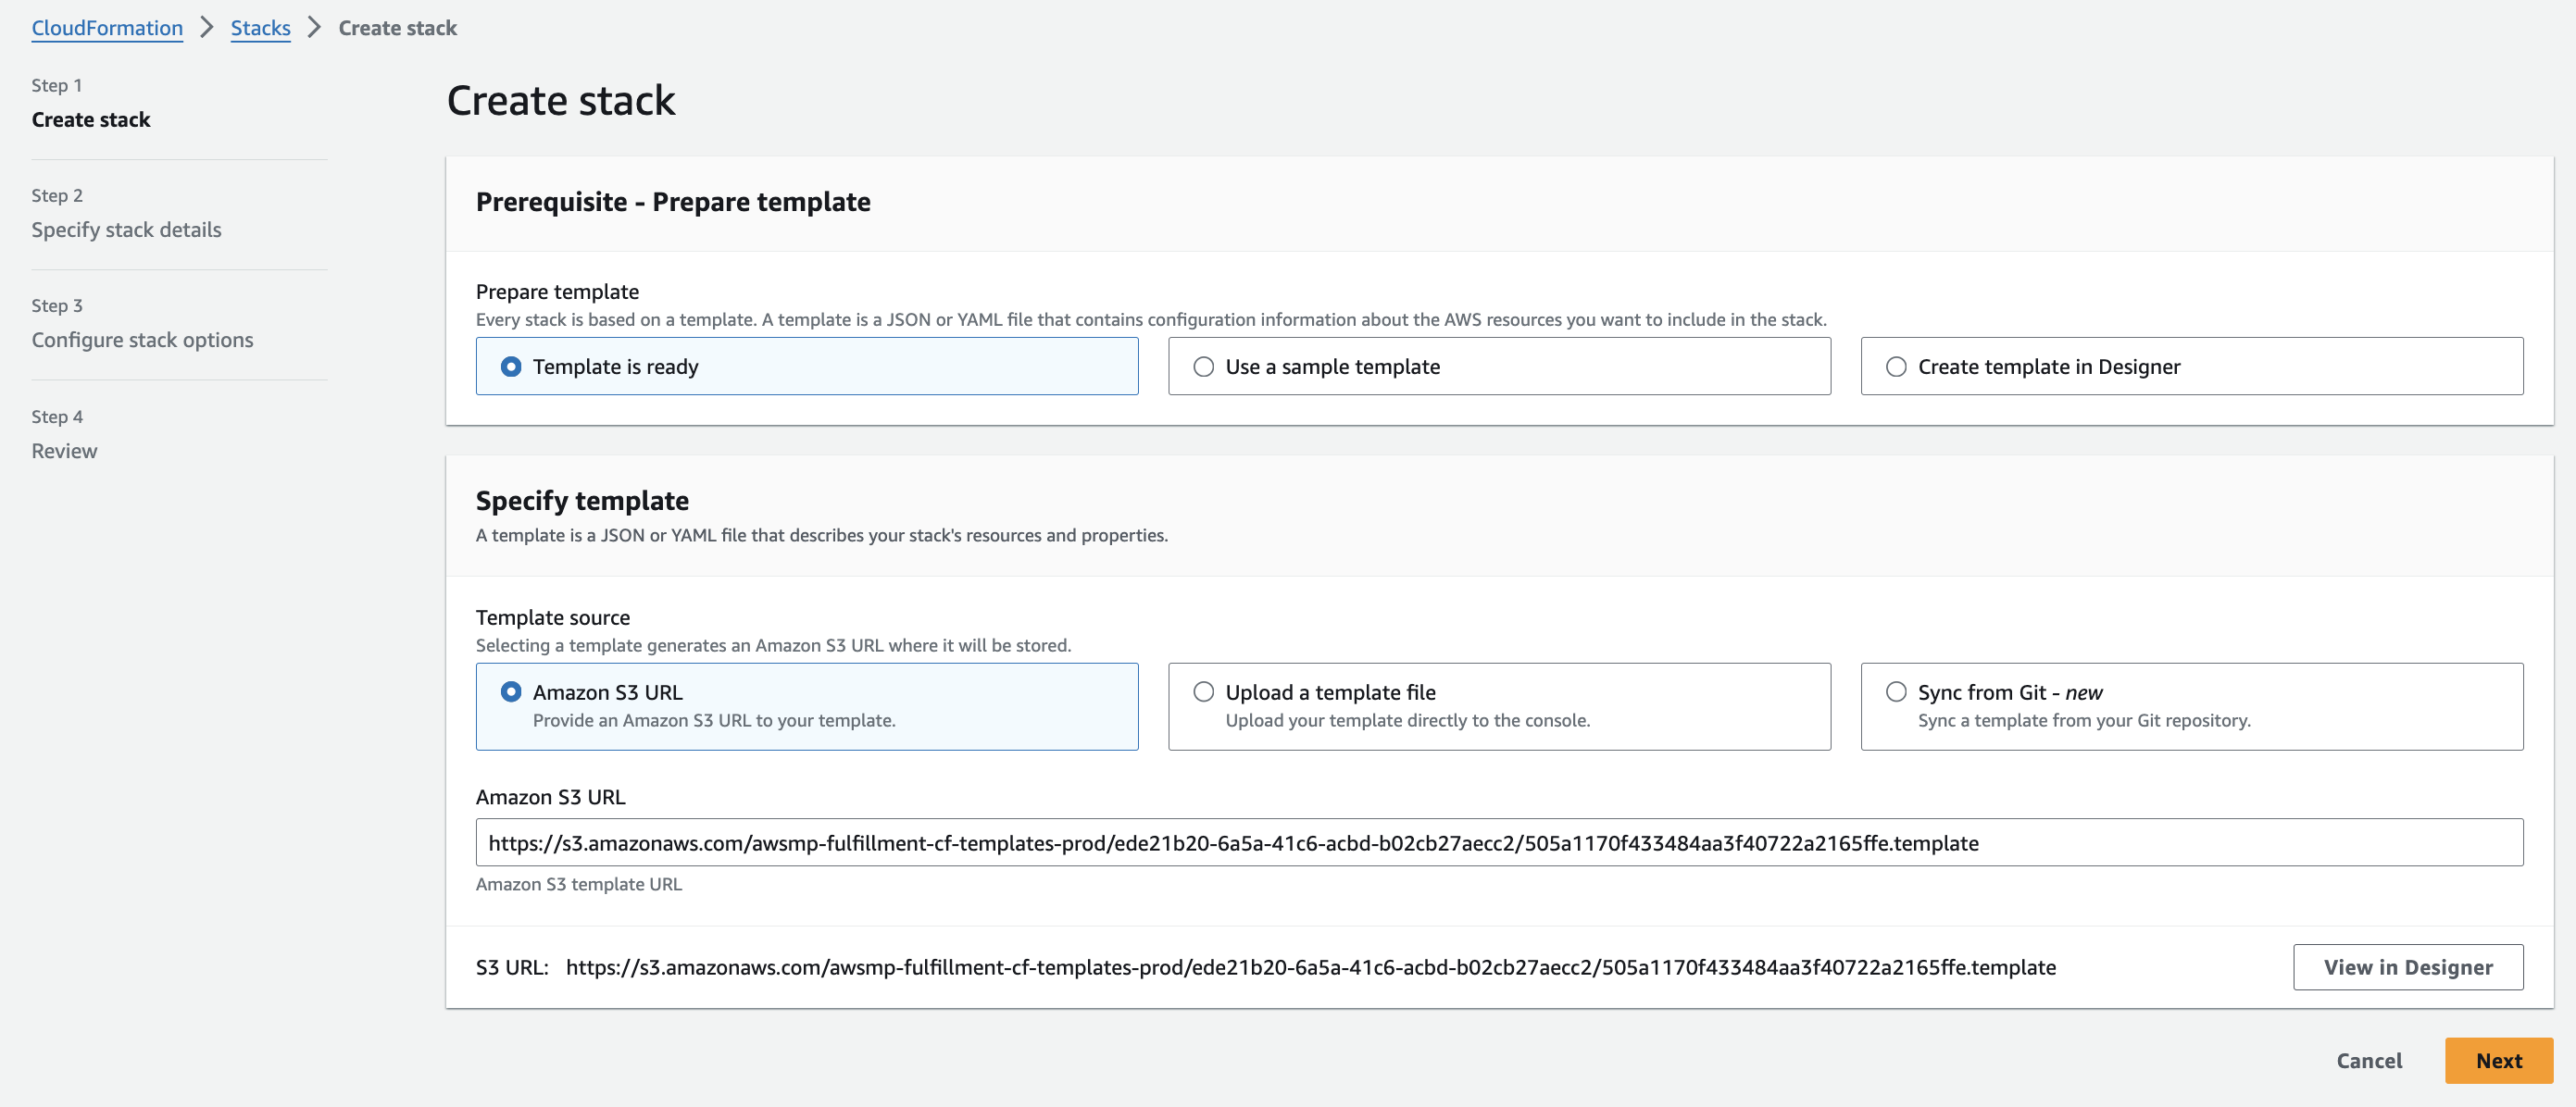 CloudFormation > Stacks > Create stack
Step 1
Create stack
Step 2
Specify stack details
Step 3
Configure stack options
Step 4
Review
Create stack
Prerequisite - Prepare template
Prepare template
Every stack is based on a template. A template is a JSON or YAML file that contains configuration information about the AWS resources you want to include in the stack.
Template is ready
Use a sample template
Create template in Designer
Specify template
A template is a JSON or YAML file that describes your stack's resources and properties.
Template source
Selecting a template generates an Amazon S3 URL where it will be stored.
Amazon S3 URL
Provide an Amazon S3 URL to your template.
Upload a template file
Upload your template directly to the console.
Sync from Git - new
Sync a template from your Git repository.
Amazon S3 URL
https://s3.amazonaws.com/awsmp-fulfillment-cf-templates-prod/ede21b20-6a5a-41c6-acbd-b02cb27aecc2/505a1170f433484aa3f40722a2165ffe.template
Amazon S3 template URL
S3 URL: https://s3.amazonaws.com/awsmp-fulfillment-cf-templates-prod/ede21b20-6a5a-41c6-acbd-b02cb27aecc2/505a1170f433484aa3f40722a2165ffe.template
View in Designer
Cancel
Next